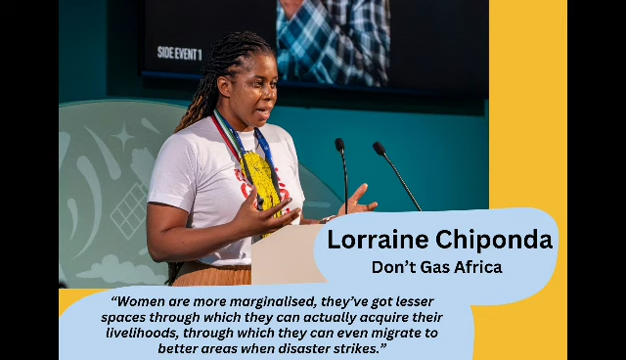 SIDE EVENT 1
Lorraine Chiponda
Don't Gas Africa
“Women are more marginalised, they’ve got lesser
spaces through which they can actually acquire their
livelihoods, through which they can even migrate to
better areas when disaster strikes.”